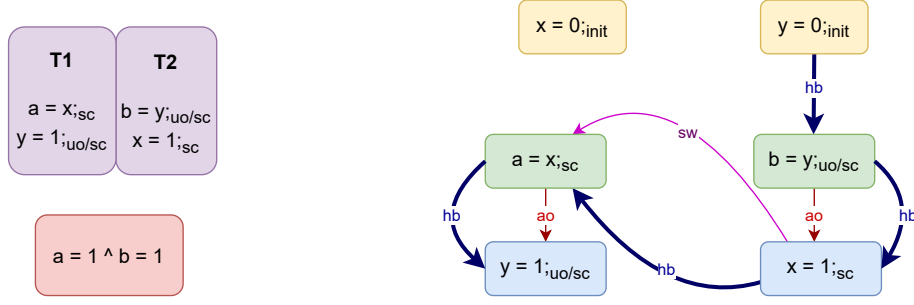 T1
a = x;sc
y = 1;uo/sc
T2
b = y;uo/sc
x = 1;sc
a = 1 ^ b = 1
x = 0;init
y = 0;init
hb
sw
a = x;sc
b = y;uo/sc
hb
ao
ao
hb
y = 1;uo/sc
hb
x = 1;sc